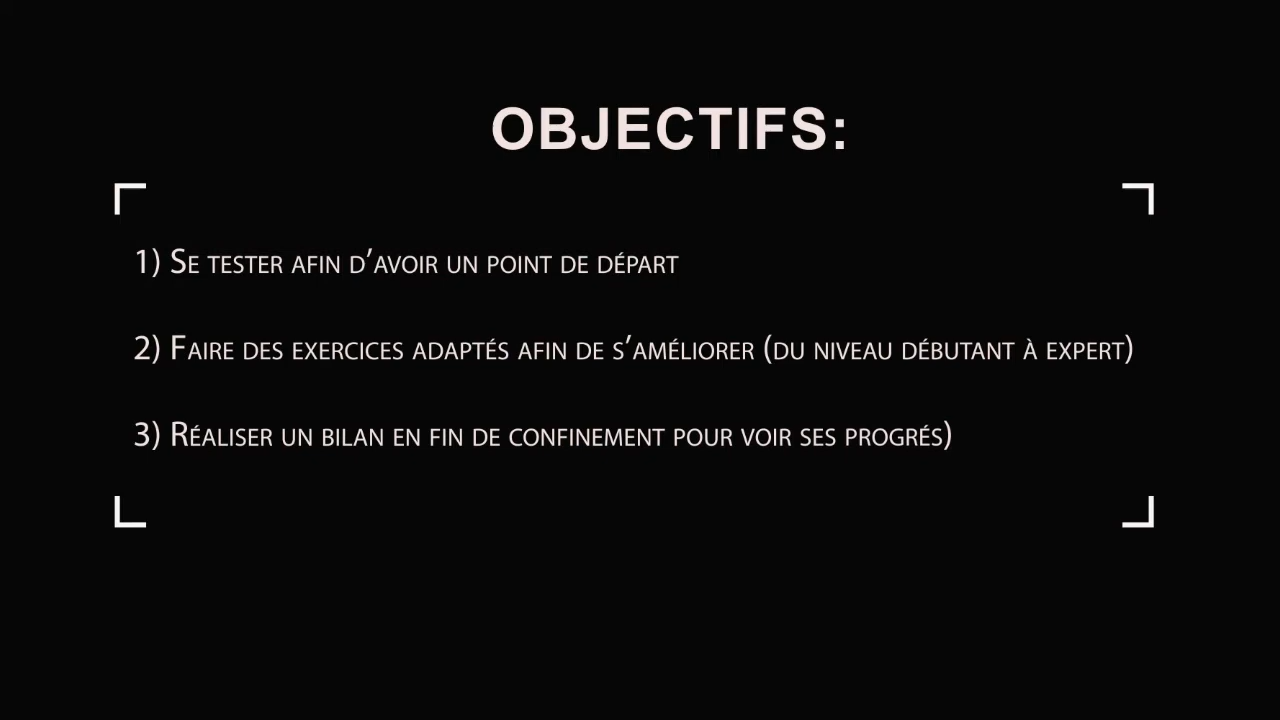 OBJECTIFS:
1) Se tester afin d’avoir un point de départ
2) Faire des exercices adaptés afin de s’améliorer (du niveau débutant à expert)
3) Réaliser un bilan en fin de confinement pour voir ses progrés)